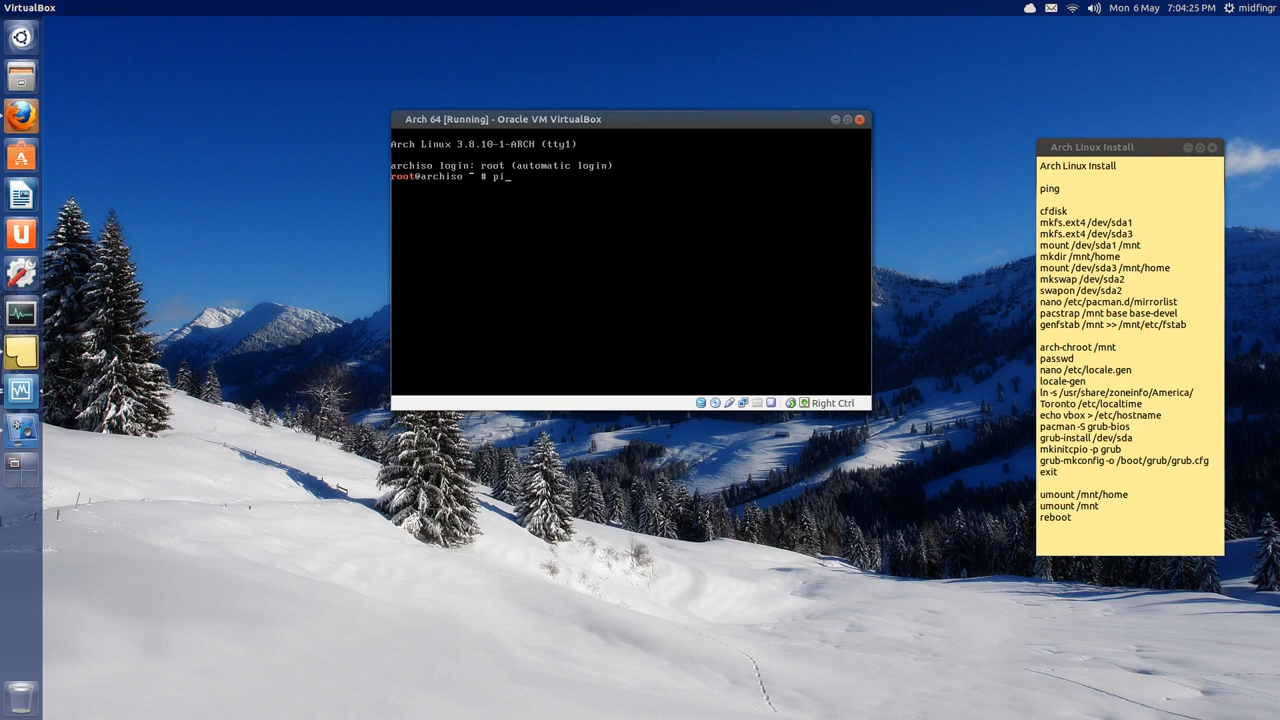 VirtualBox
Mon 6 May 7:04:25 PM midfingr
Arch 64 [Running] - Oracle VM VirtualBox
Arch Linux 3.8.10-1-ARCH (tty1)
archiso login: root (automatic login)
root@archiso ~ # pi_
Right Ctrl
Arch Linux Install
Arch Linux Install
ping
cfdisk
mkfs.ext4 /dev/sda1
mkfs.ext4 /dev/sda3
mount /dev/sda1 /mnt
mkdir /mnt/home
mount /dev/sda3 /mnt/home
mkswap /dev/sda2
swapon /dev/sda2
nano /etc/pacman.d/mirrorlist
pacstrap /mnt base base-devel
genfstab /mnt >> /mnt/etc/fstab
arch-chroot /mnt
passwd
nano /etc/locale.gen
locale-gen
ln -s /usr/share/zoneinfo/America/
Toronto /etc/localtime
echo vbox > /etc/hostname
pacman -S grub-bios
grub-install /dev/sda
mkinitcpio -p grub
grub-mkconfig -o /boot/grub/grub.cfg
exit
umount /mnt/home
umount /mnt
reboot